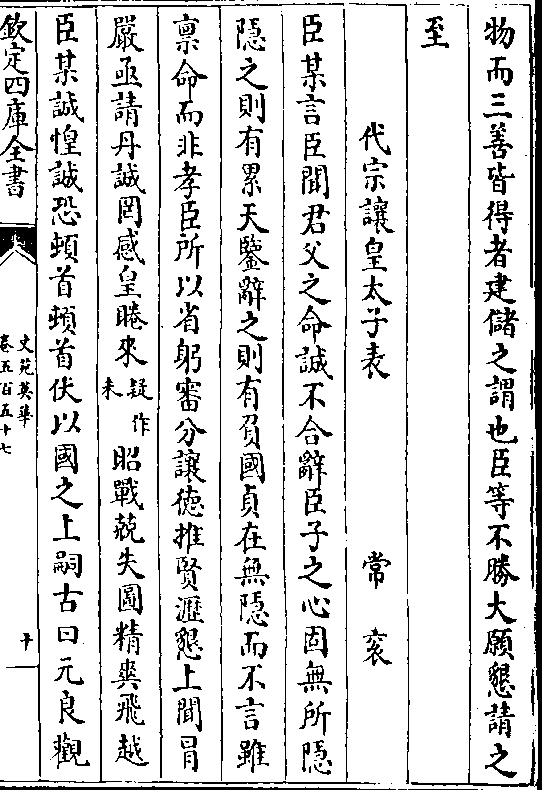 物而三善皆得者建儲之謂也臣等不勝大願懇請之
至
代宗讓皇太子表　常袞
臣某言臣聞君父之命誠不合辭臣子之心固無所隱
隱之則有累天鑒辭之則有負國貞在無隱而不言雖
禀命而非孝臣所以省躬審分讓徳推賢瀝懇上聞冐
嚴亟請丹誠罔感皇睠來疑作未昭戰兢失圖精爽飛越
臣某誠惶誠恐頓首頓首伏以國之上嗣古曰元良觀
欽定四庫全書
文苑英華
卷五百五十七
十